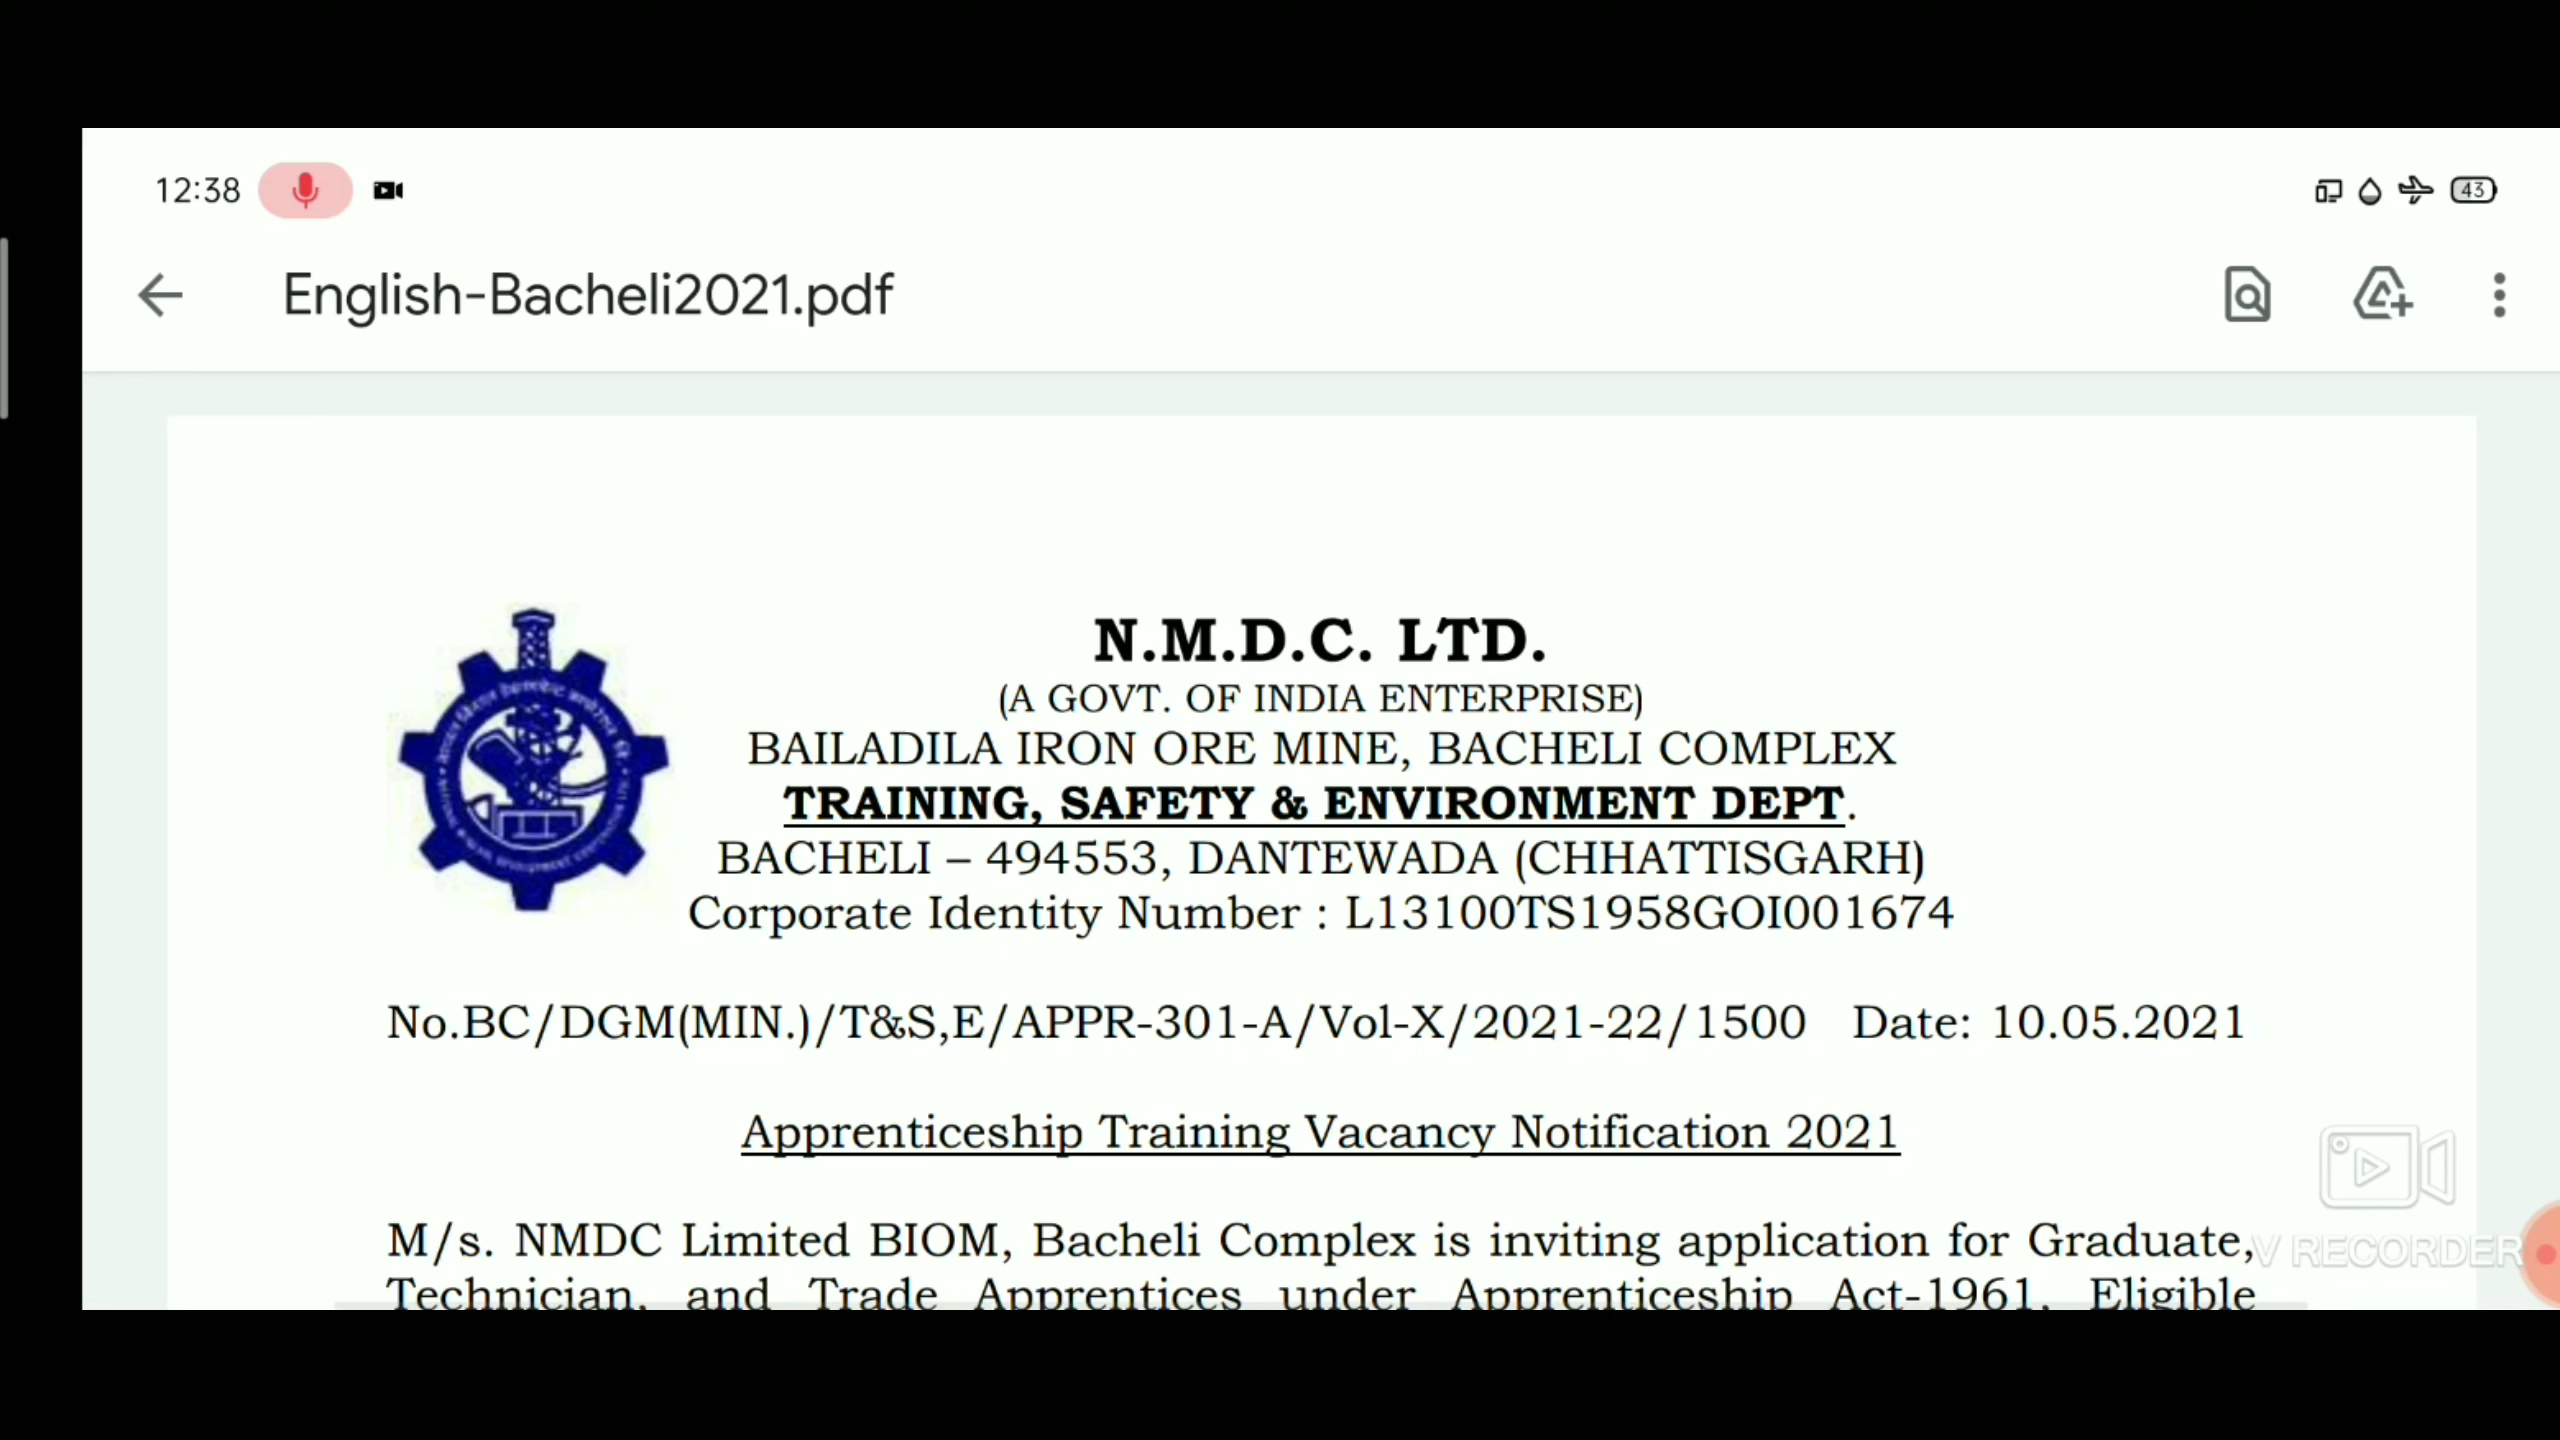 12:38
43
English-Bacheli2021.pdf
N.M.D.C. LTD.
(A GOVT. OF INDIA ENTERPRISE)
BAILADILA IRON ORE MINE, BACHELI COMPLEX
TRAINING, SAFETY & ENVIRONMENT DEPT.
BACHELI – 494553, DANTEWADA (CHHATTISGARH)
Corporate Identity Number : L13100TS1958GOI001674
No.BC/DGM(MIN.)/T&S,E/APPR-301-A/Vol-X/2021-22/1500 Date: 10.05.2021
Apprenticeship Training Vacancy Notification 2021
M/s. NMDC Limited BIOM, Bacheli Complex is inviting application for Graduate,
Technician, and Trade Apprentices under Apprenticeship Act-1961. Eligible
V RECORDER